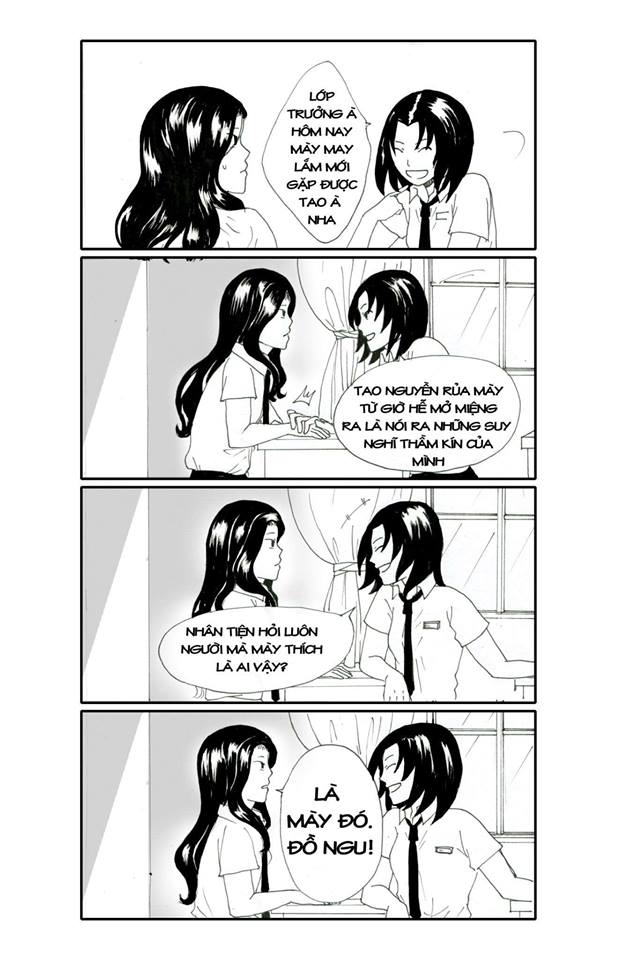 LỚP
TRƯỞNG À
HÔM NAY
MÀY MAY
LẮM MỚI
GẶP ĐƯỢC
TAO À
NHA
TAO NGUYỀN RỦA MÀY
TỪ GIỜ HỄ MỞ MIỆNG
RA LÀ NÓI RA NHỮNG SUY
NGHĨ THẦM KÍN CỦA
MÌNH
NHÂN TIỆN HỎI LUÔN
NGƯỜI MÀ MÀY THÍCH
LÀ AI VẬY?
LÀ
MÀY ĐÓ.
ĐỒ NGU!